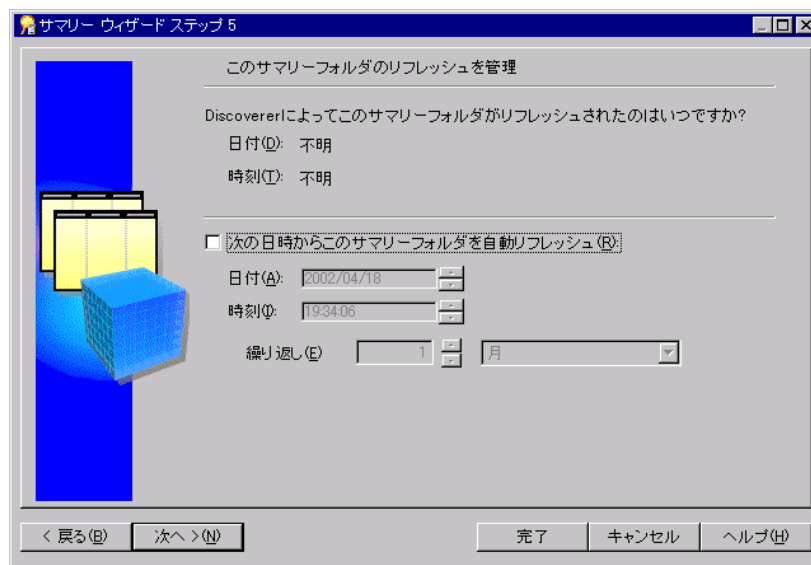 サマリー ウィザード ステップ 5
このサマリーフォルダのリフレッシュを管理
Discovererによってこのサマリーフォルダがリフレッシュされたのはいつですか?
日付(D): 不明
時刻(T): 不明
次の日時からこのサマリーフォルダを自動リフレッシュ(R):
日付(A): 2002/04/18
時刻(I): 19:34:06
繰り返し(E) 1 月
< 戻る(B) 次へ >(N) 完了 キャンセル ヘルプ(H)